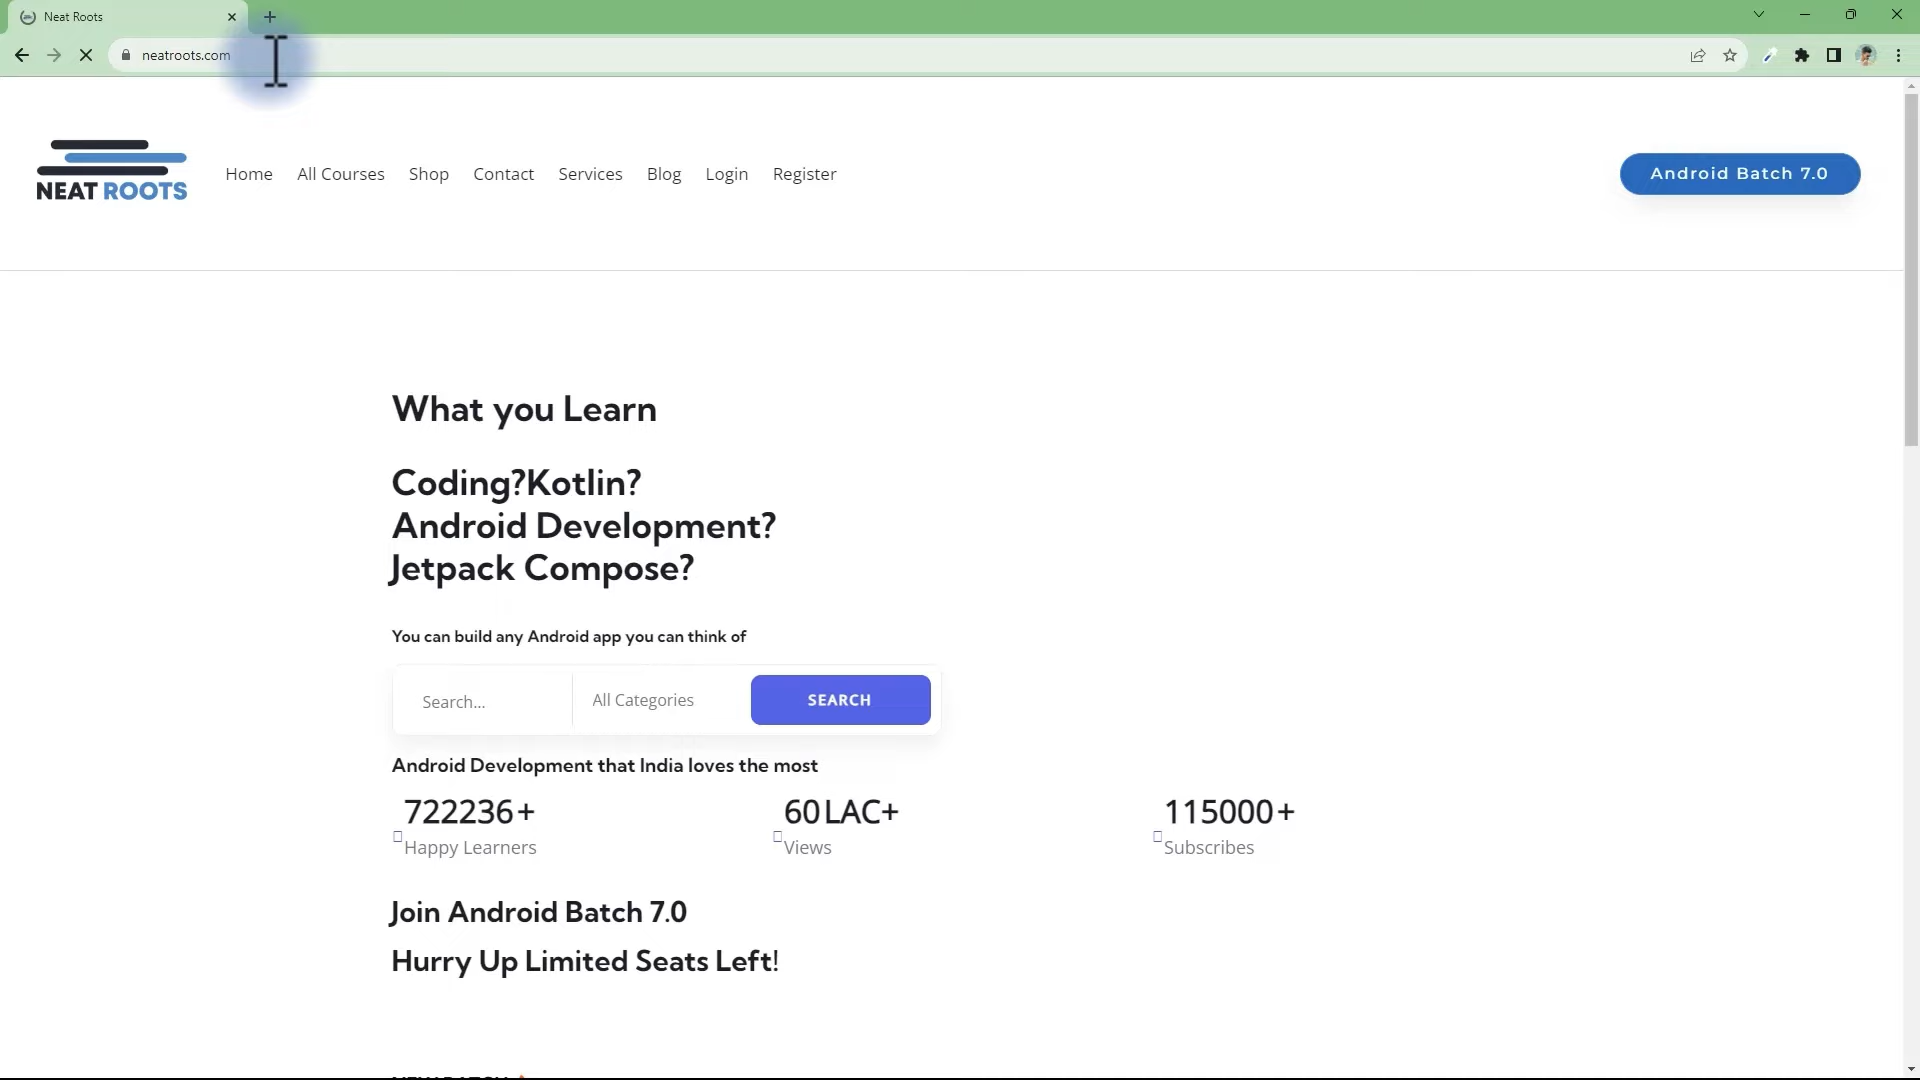 Neat Roots
neatroots.com
NEAT ROOTS
Home
All Courses
Shop
Contact
Services
Blog
Login
Register
Android Batch 7.0
What you Learn
Coding?Kotlin?
Android Development?
Jetpack Compose?
You can build any Android app you can think of
Search...
All Categories
SEARCH
Android Development that India loves the most
722236+
Happy Learners
60 LAC+
Views
115000+
Subscribes
Join Android Batch 7.0
Hurry Up Limited Seats Left!